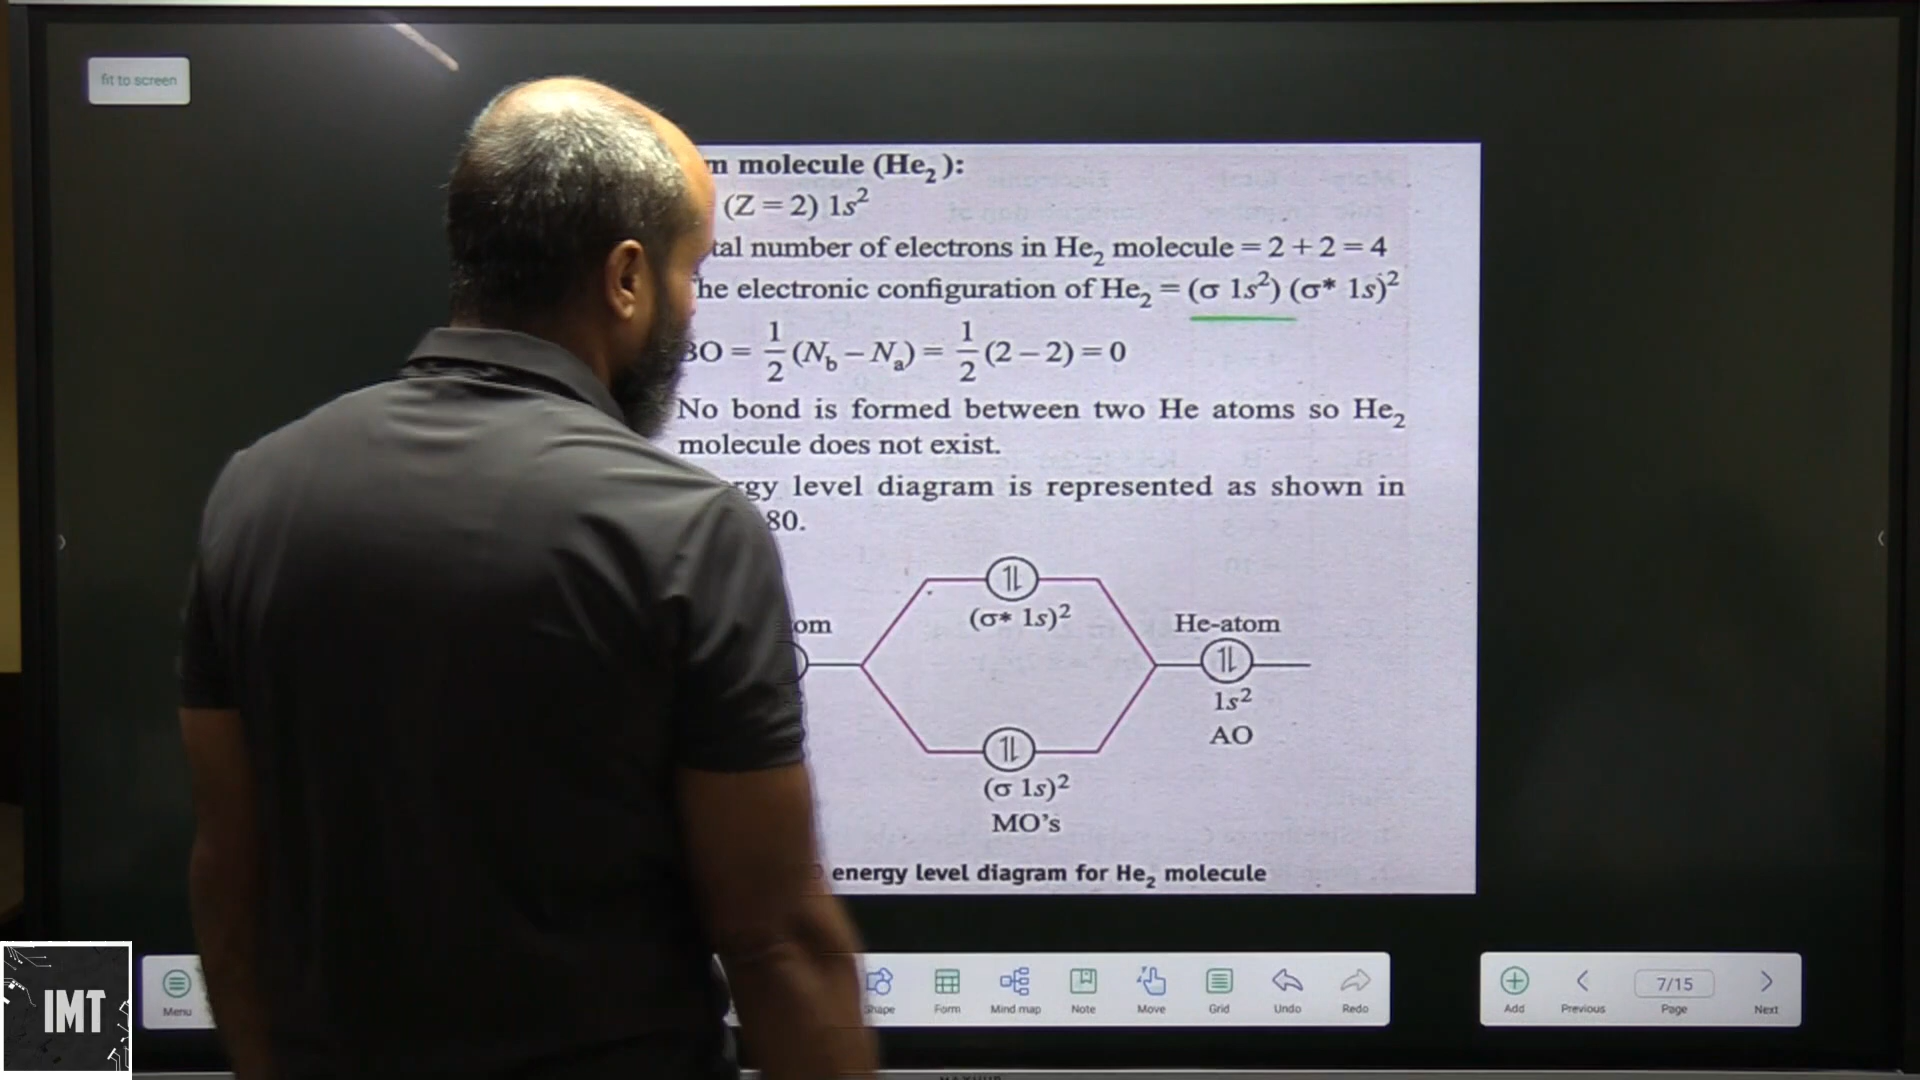 fit to screen
m molecule (He₂):
(Z = 2) 1s²
tal number of electrons in He₂ molecule = 2 + 2 = 4
he electronic configuration of He₂ = (σ 1s²) (σ* 1s)²
BO = 1/2 (N_b – N_a) = 1/2 (2 – 2) = 0
No bond is formed between two He atoms so He₂
molecule does not exist.
rgy level diagram is represented as shown in
80.
(σ* 1s)²
om
He-atom
1s²
AO
(σ 1s)²
MO's
energy level diagram for He₂ molecule
Menu
Shape
Form
Mind map
Note
Move
Grid
Undo
Redo
Add
Previous
7/15
Page
Next
IMT